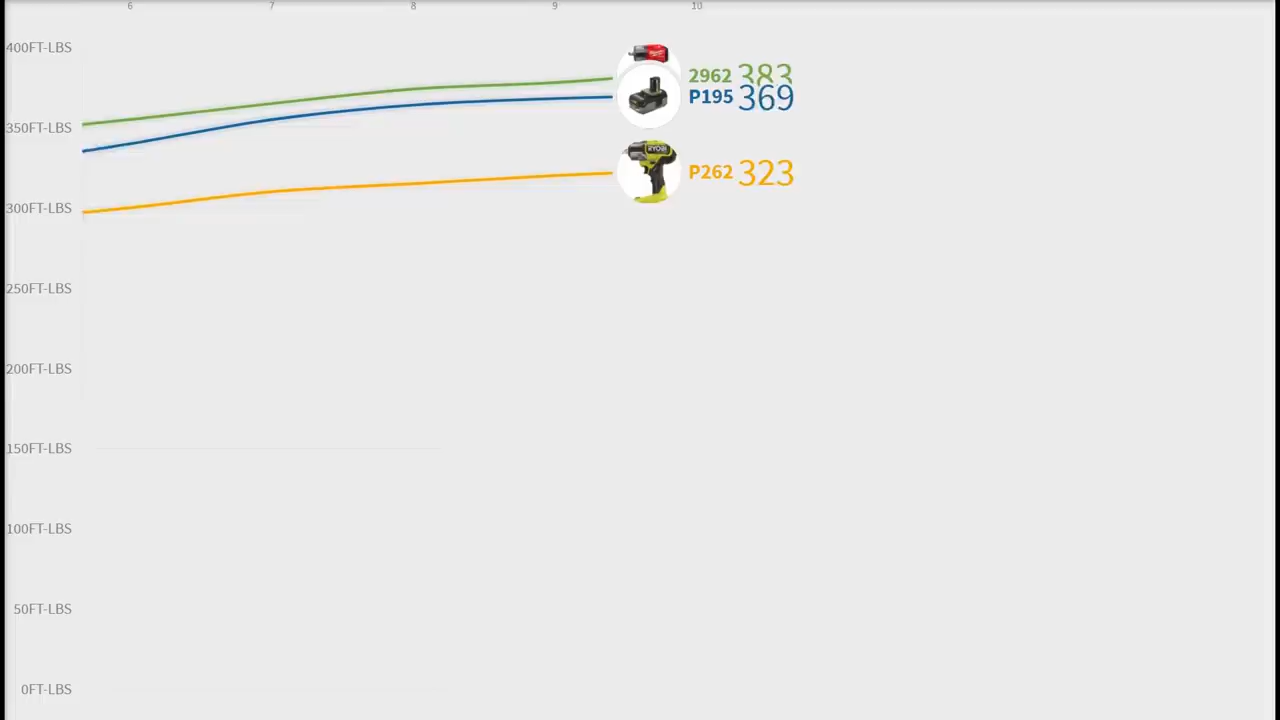 6 7 8 9 10
400FT-LBS
2962 383
P195 369
350FT-LBS
RYOBI
P262 323
300FT-LBS
250FT-LBS
200FT-LBS
150FT-LBS
100FT-LBS
50FT-LBS
0FT-LBS